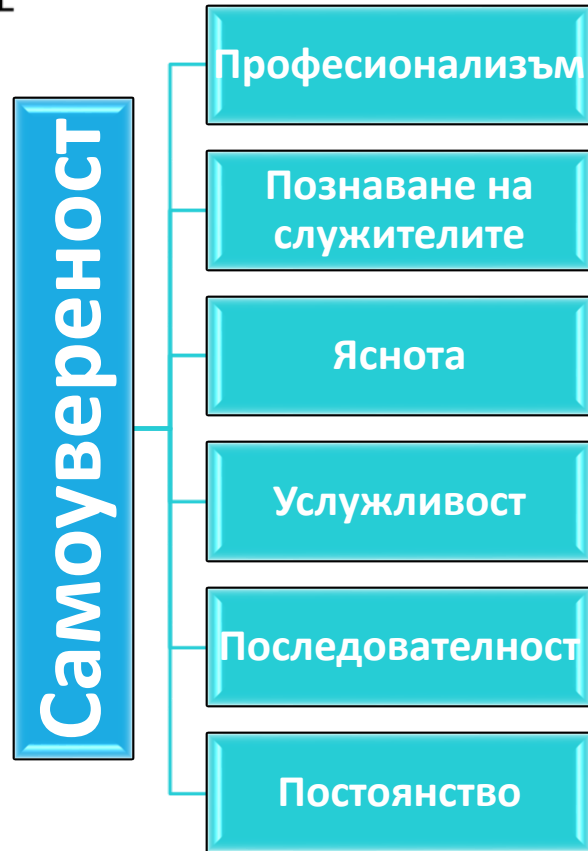 Самоувереност
Професионализъм
Познаване на
служителите
Яснота
Услужливост
Последователност
Постоянство